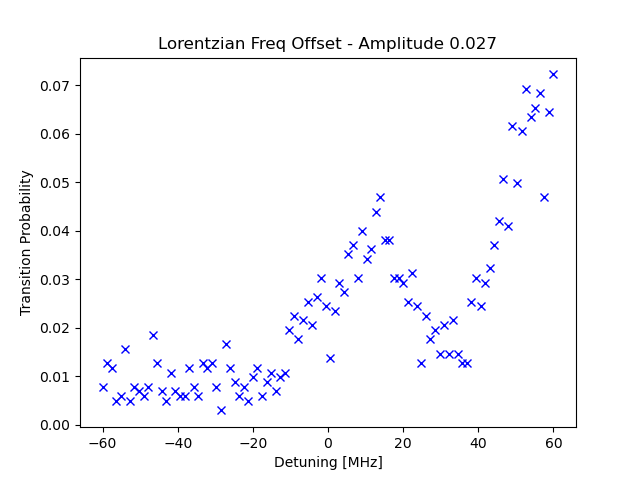 Lorentzian Freq Offset - Amplitude 0.027
Transition Probability
0.07
0.06
0.05
0.04
0.03
0.02
0.01
0.00
−60 −40 −20 0 20 40 60
Detuning [MHz]